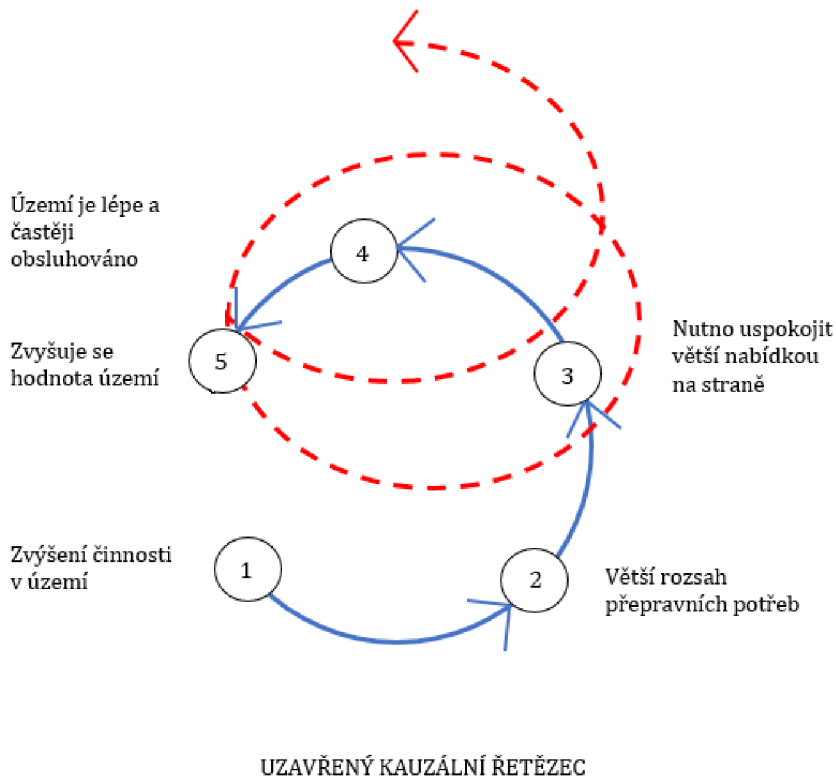 Území je lépe a
častěji
obsluhováno
4
Zvyšuje se
hodnota území
5
3
Nutno uspokojit
větší nabídkou
na straně
Zvýšení činnosti
v území
1
2
Větší rozsah
přepravních potřeb
UZAVŘENÝ KAUZÁLNÍ ŘETĚZEC